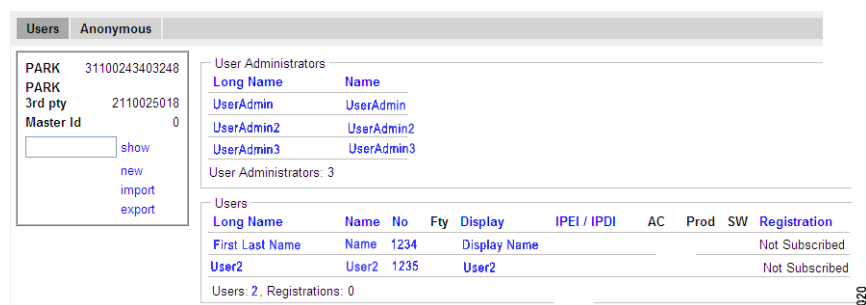 Users Anonymous
PARK 31100243403248
PARK
3rd pty 2110025018
Master Id 0
show
new
import
export
User Administrators
Long Name Name
UserAdmin UserAdmin
UserAdmin2 UserAdmin2
UserAdmin3 UserAdmin3
User Administrators: 3
Users
Long Name Name No Fty Display IPEI / IPDI AC Prod SW Registration
First Last Name Name 1234 Display Name Not Subscribed
User2 User2 1235 User2 Not Subscribed
Users: 2, Registrations: 0
020